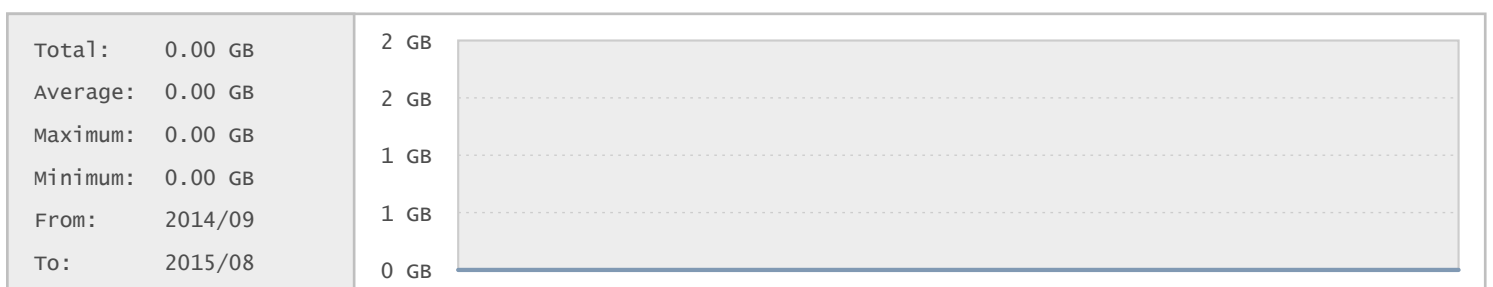 Total: 0.00 GB
Average: 0.00 GB
Maximum: 0.00 GB
Minimum: 0.00 GB
From: 2014/09
To: 2015/08
2 GB
2 GB
1 GB
1 GB
0 GB